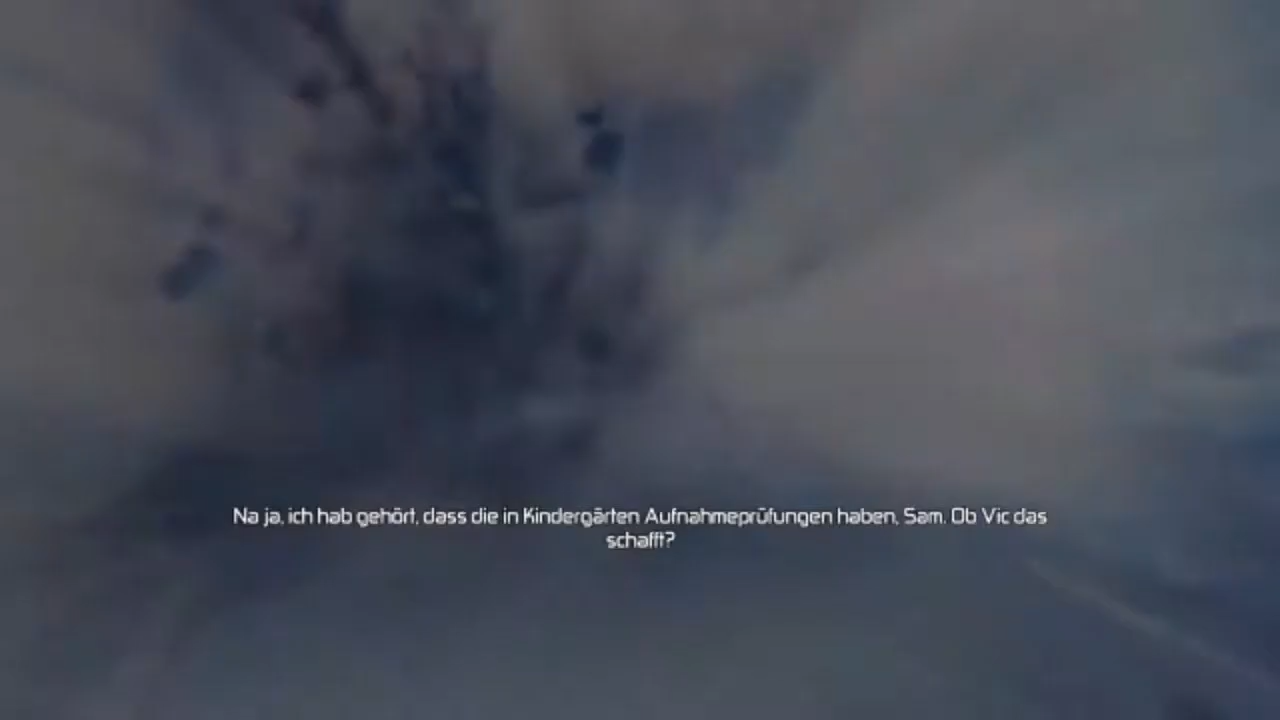 Na ja, ich hab gehört, dass die in Kindergärten Aufnahmeprüfungen haben, Sam. Ob Vic das
schafft?